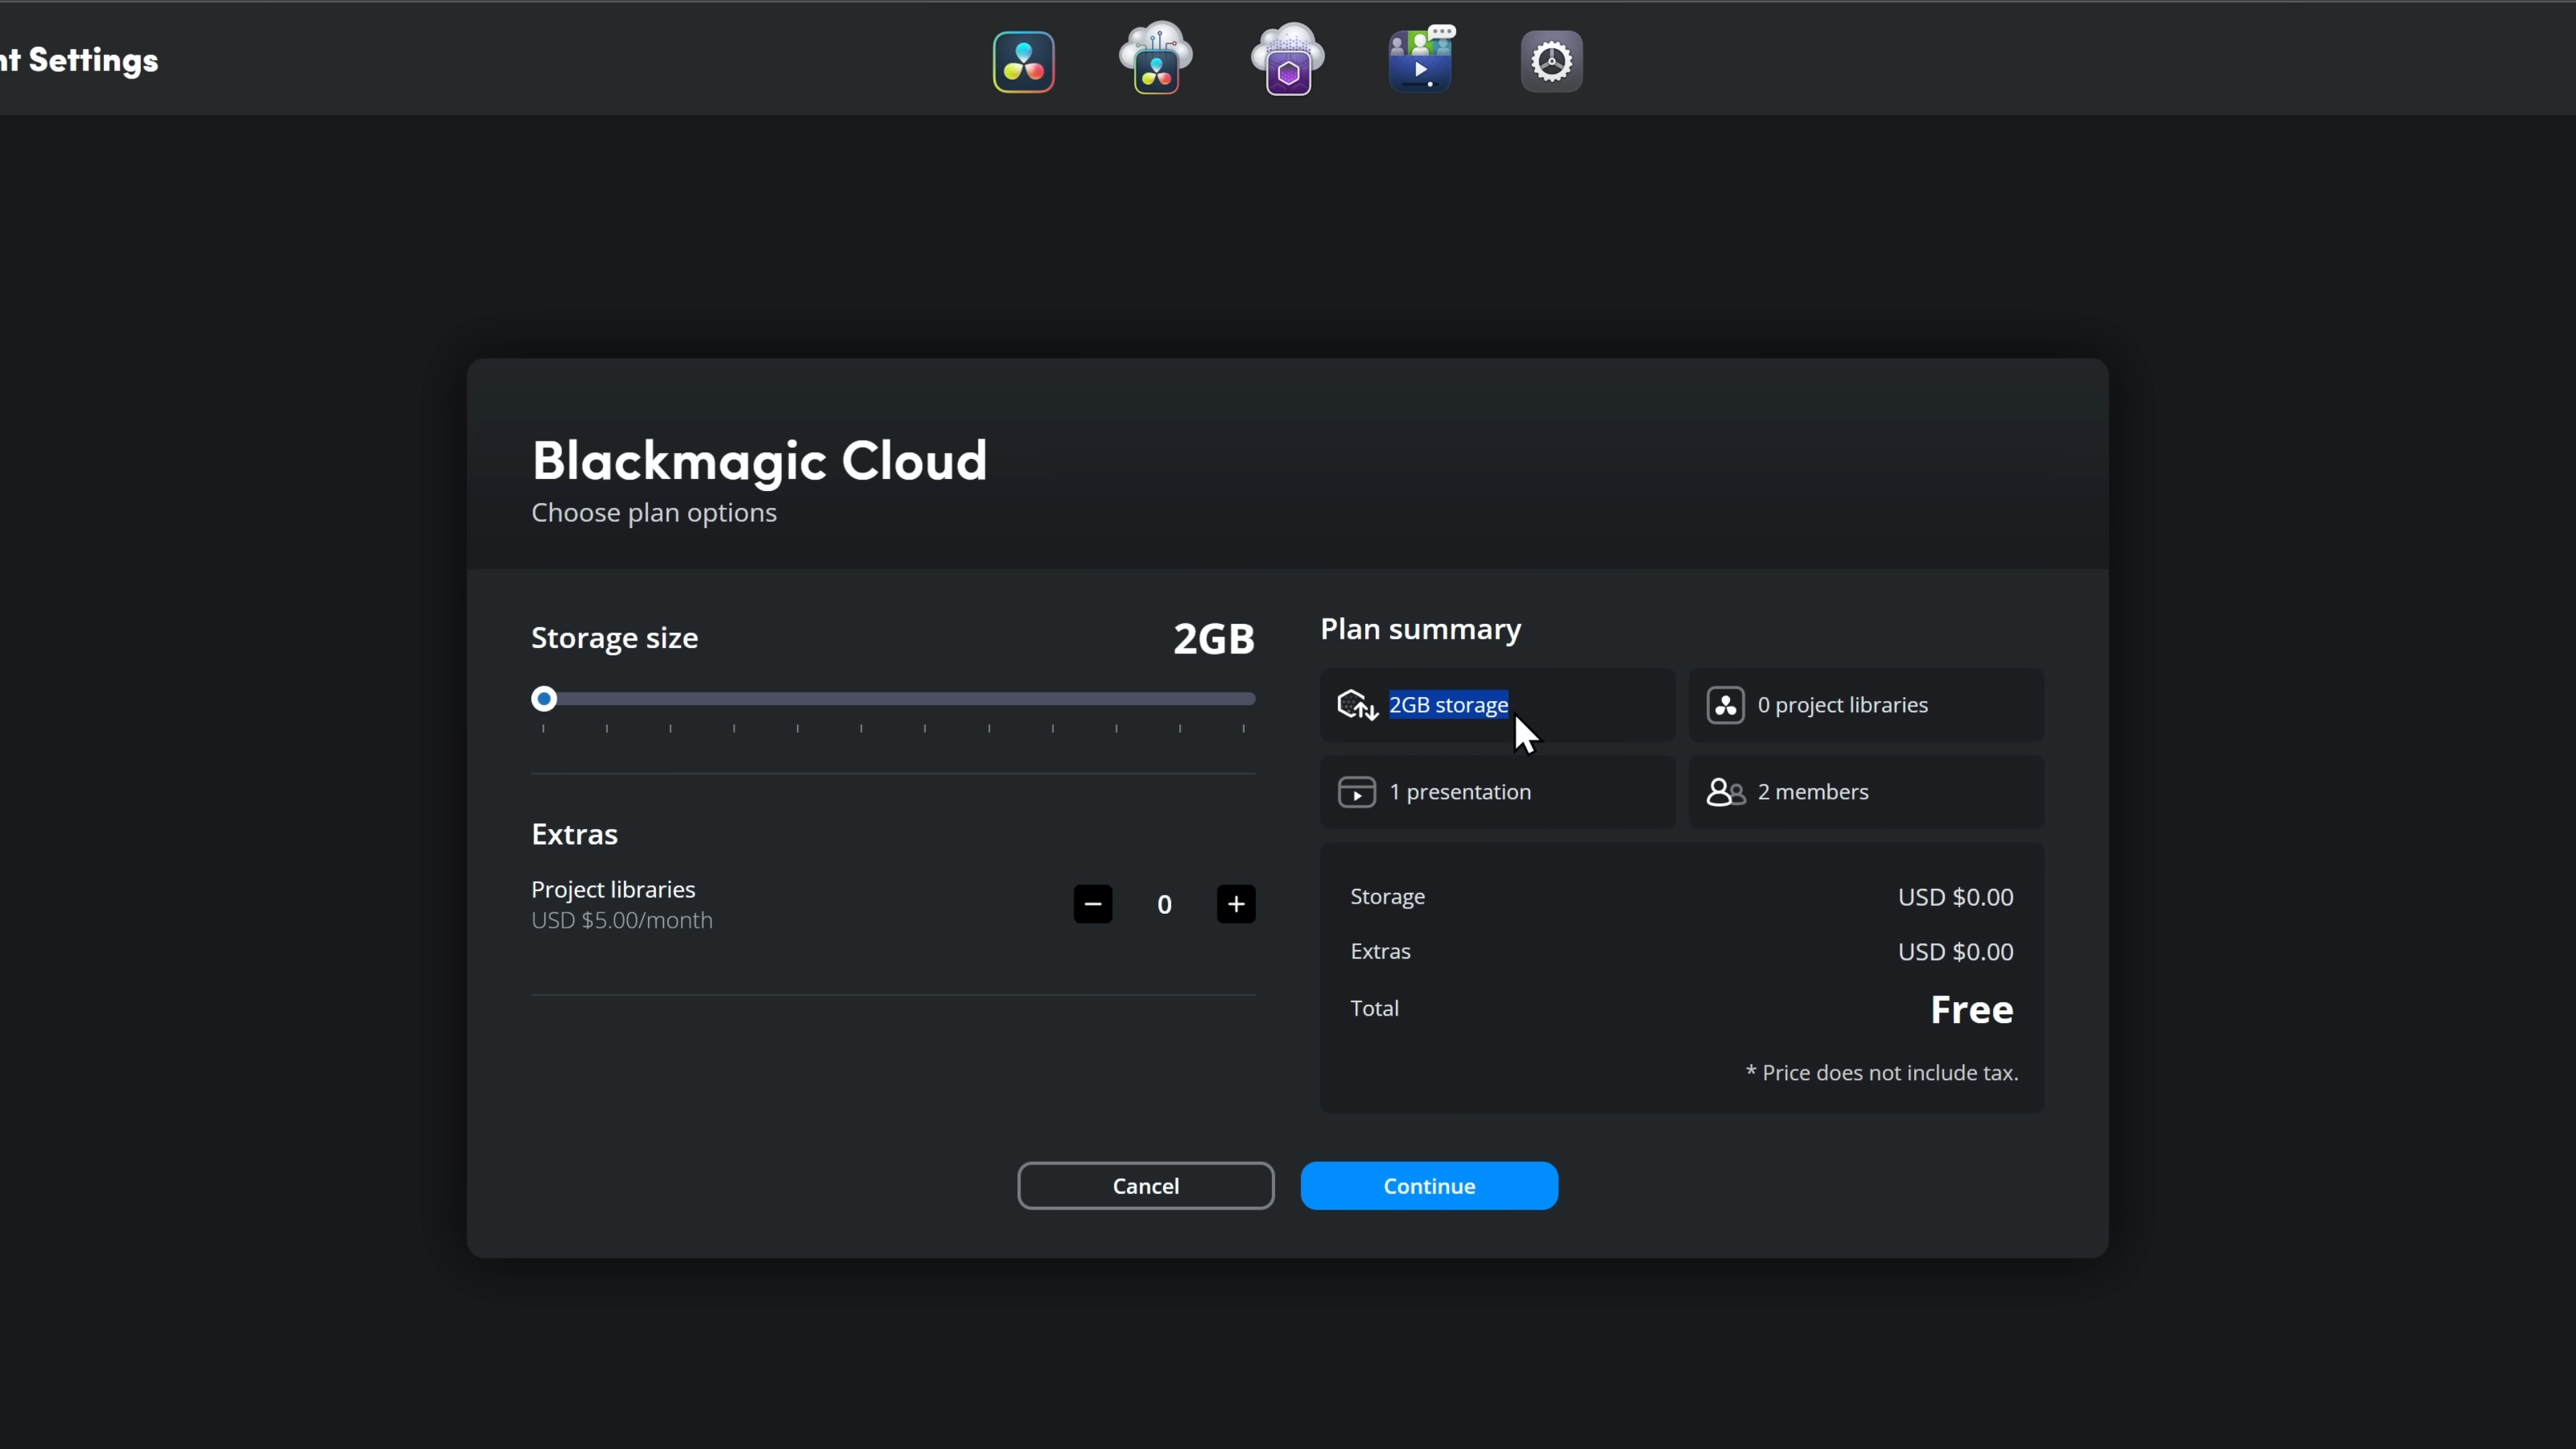 nt Settings
Blackmagic Cloud
Choose plan options
Storage size
2GB
Extras
Project libraries
USD $5.00/month
0
Plan summary
2GB storage
0 project libraries
1 presentation
2 members
Storage
USD $0.00
Extras
USD $0.00
Total
Free
* Price does not include tax.
Cancel
Continue